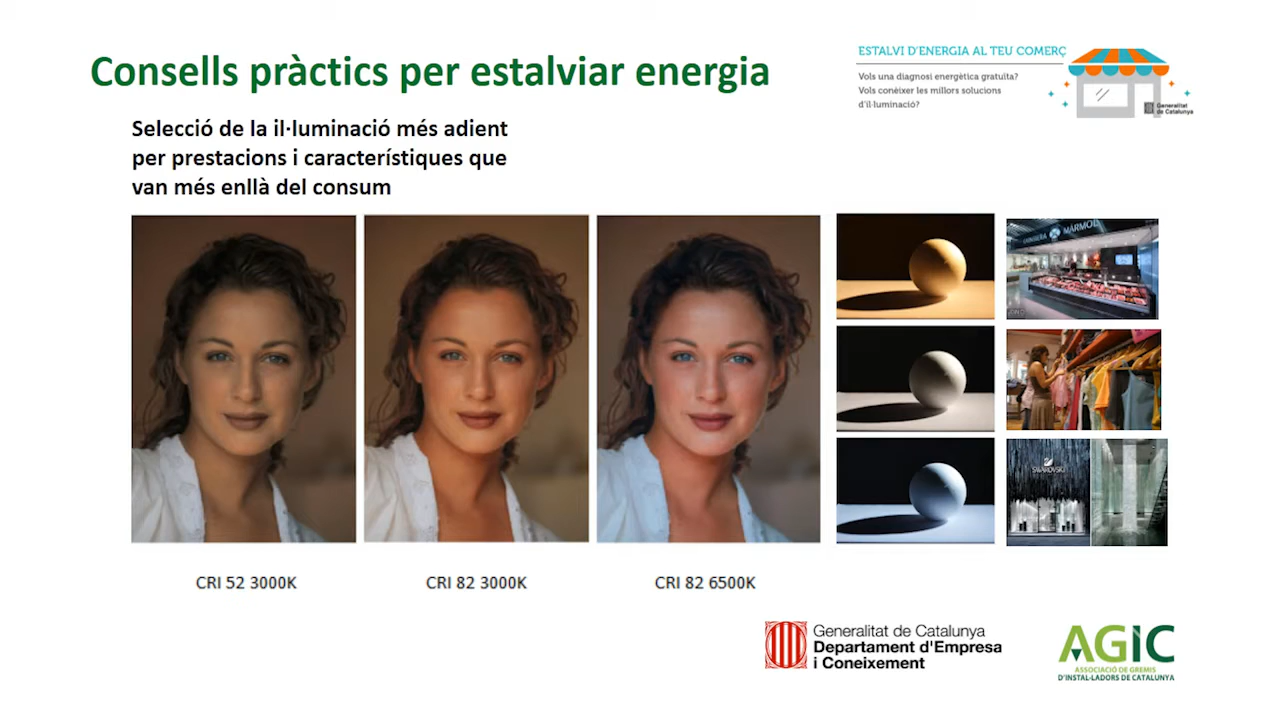 Consells pràctics per estalviar energia
ESTALVI D'ENERGIA AL TEU COMERÇ
Vols una diagnosi energètica gratuïta?
Vols conèixer les millors solucions
d'il·luminació?
Generalitat
de Catalunya
Selecció de la il·luminació més adient
per prestacions i característiques que
van més enllà del consum
MÁRMOL
SWAROVSKI
CRI 52 3000K
CRI 82 3000K
CRI 82 6500K
Generalitat de Catalunya
Departament d'Empresa
i Coneixement
AGIC
ASSOCIACIÓ DE GREMIS
D'INSTAL·LADORS DE CATALUNYA